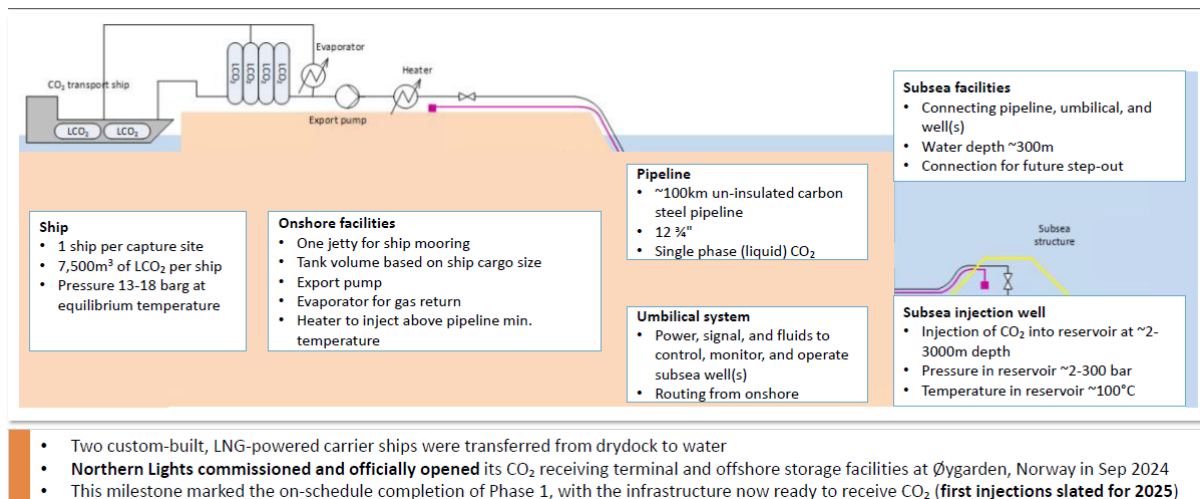 Evaporator
Heater
CO₂ transport ship
LCO₂
LCO₂
LCO₂
LCO₂
LCO₂
LCO₂
Export pump
Ship
• 1 ship per capture site
• 7,500m³ of LCO₂ per ship
• Pressure 13-18 barg at
equilibrium temperature
Onshore facilities
• One jetty for ship mooring
• Tank volume based on ship cargo size
• Export pump
• Evaporator for gas return
• Heater to inject above pipeline min.
temperature
Pipeline
• ~100km un-insulated carbon
steel pipeline
• 12 ¾"
• Single phase (liquid) CO₂
Umbilical system
• Power, signal, and fluids to
control, monitor, and operate
subsea well(s)
• Routing from onshore
Subsea facilities
• Connecting pipeline, umbilical, and
well(s)
• Water depth ~300m
• Connection for future step-out
Subsea
structure
Subsea injection well
• Injection of CO₂ into reservoir at ~2-
3000m depth
• Pressure in reservoir ~2-300 bar
• Temperature in reservoir ~100°C
• Two custom-built, LNG-powered carrier ships were transferred from drydock to water
• Northern Lights commissioned and officially opened its CO₂ receiving terminal and offshore storage facilities at Øygarden, Norway in Sep 2024
• This milestone marked the on-schedule completion of Phase 1, with the infrastructure now ready to receive CO₂ (first injections slated for 2025)